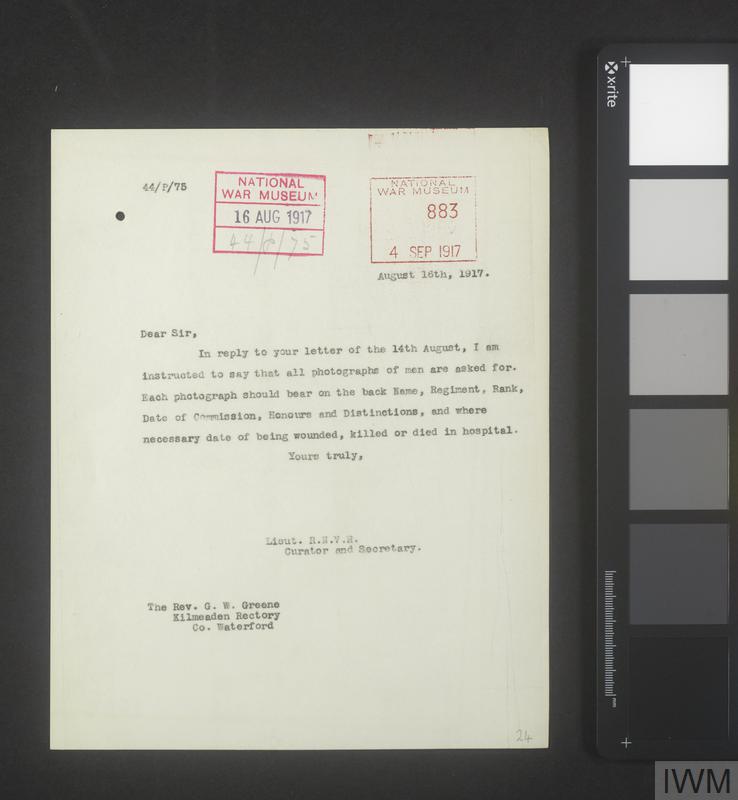 x-rite
44/P/75
NATIONAL
WAR MUSEUM
16 AUG 1917
44/P/75
NATIONAL
WAR MUSEUM
883
4 SEP 1917
August 16th, 1917.
Dear Sir,
In reply to your letter of the 14th August, I am
instructed to say that all photographs of men are asked for.
Each photograph should bear on the back Name, Regiment, Rank,
Date of Commission, Honours and Distinctions, and where
necessary date of being wounded, killed or died in hospital.
Yours truly,
Lieut. R.N.V.R.
Curator and Secretary.
The Rev. G. W. Greene
Kilmeaden Rectory
Co. Waterford
24
mm
IWM